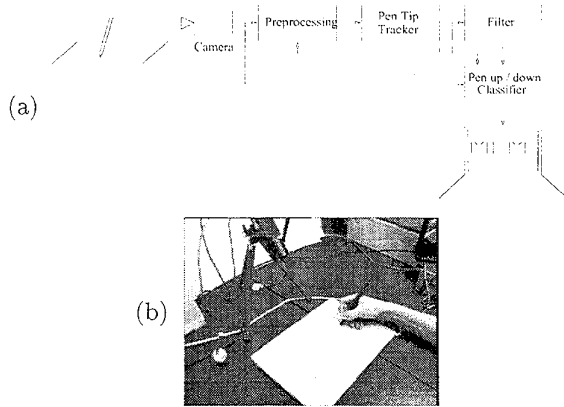 Camera
Preprocessing
Pen Tip
Tracker
Filter
Pen up / down
Classifier
(a)
(b)